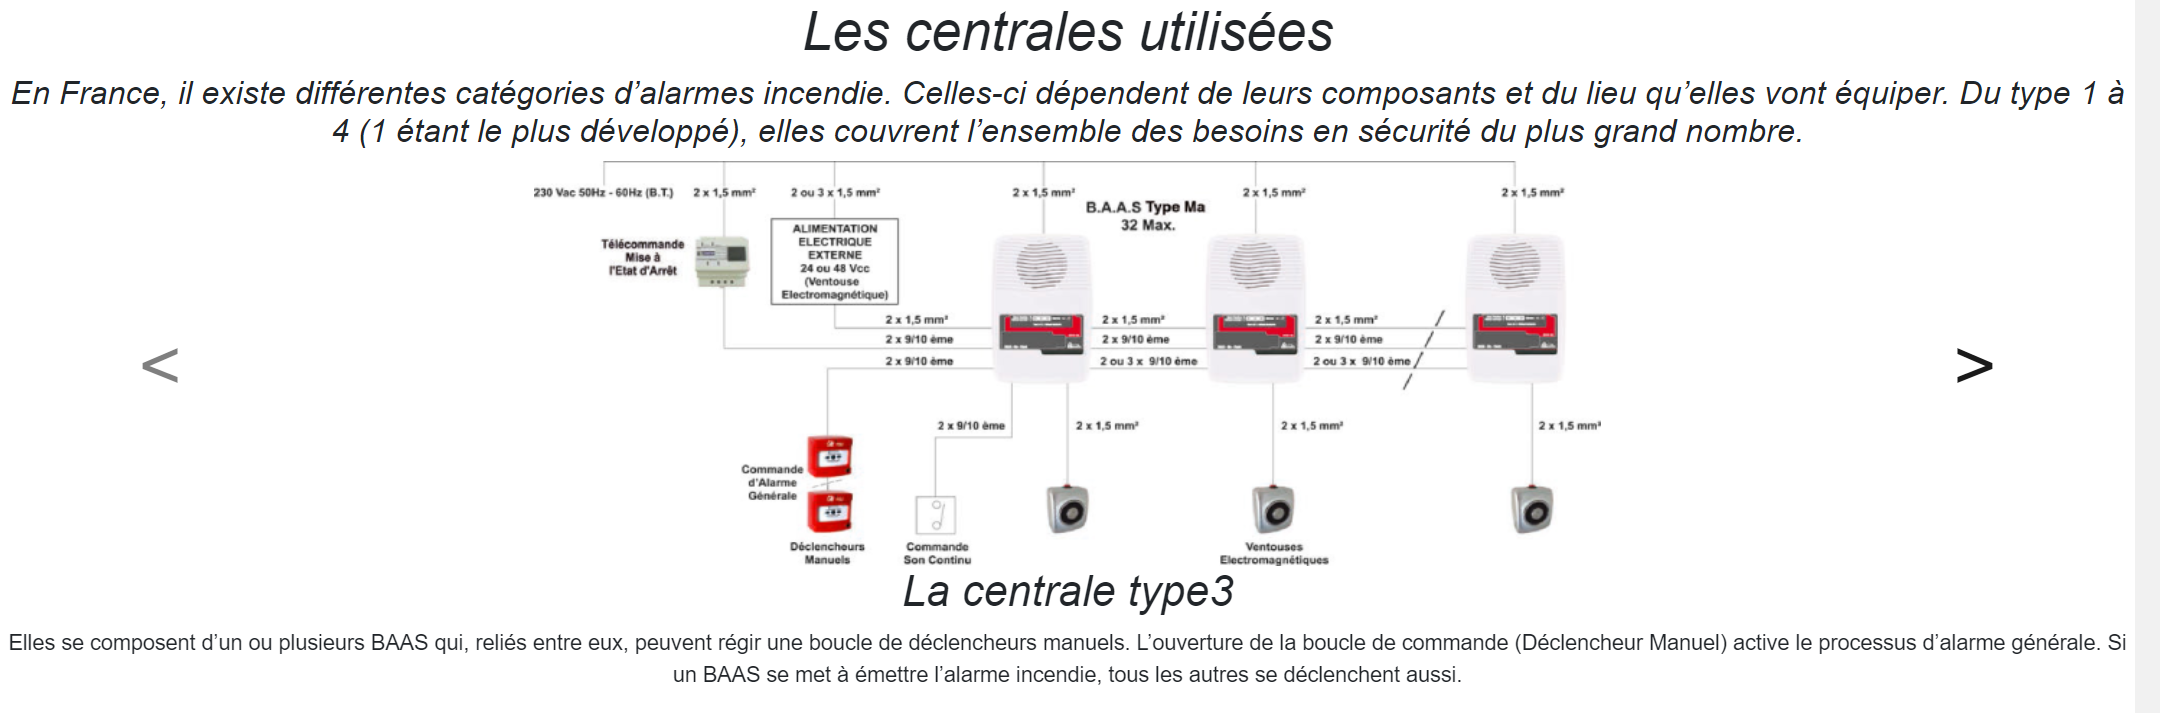 Les centrales utilisées
En France, il existe différentes catégories d’alarmes incendie. Celles-ci dépendent de leurs composants et du lieu qu’elles vont équiper. Du type 1 à
4 (1 étant le plus développé), elles couvrent l’ensemble des besoins en sécurité du plus grand nombre.
230 Vac 50Hz - 60Hz (B.T.)
2 x 1,5 mm²
2 ou 3 x 1,5 mm²
2 x 1,5 mm²
2 x 1,5 mm²
2 x 1,5 mm²
B.A.A.S Type Ma
32 Max.
Télécommande
Mise à
l'Etat d'Arrêt
ALIMENTATION
ELECTRIQUE
EXTERNE
24 ou 48 Vcc
(Ventouse
Electromagnétique)
2 x 1,5 mm²
2 x 1,5 mm²
2 x 1,5 mm²
2 x 9/10 ème
2 x 9/10 ème
2 x 9/10 ème
2 x 9/10 ème
2 ou 3 x 9/10 ème
2 ou 3 x 9/10 ème
<
>
2 x 9/10 ème
2 x 1,5 mm²
2 x 1,5 mm²
2 x 1,5 mm²
Commande
d'Alarme
Générale
Déclencheurs
Manuels
Commande
Son Continu
Ventouses
Electromagnétiques
La centrale type3
Elles se composent d’un ou plusieurs BAAS qui, reliés entre eux, peuvent régir une boucle de déclencheurs manuels. L’ouverture de la boucle de commande (Déclencheur Manuel) active le processus d’alarme générale. Si
un BAAS se met à émettre l’alarme incendie, tous les autres se déclenchent aussi.